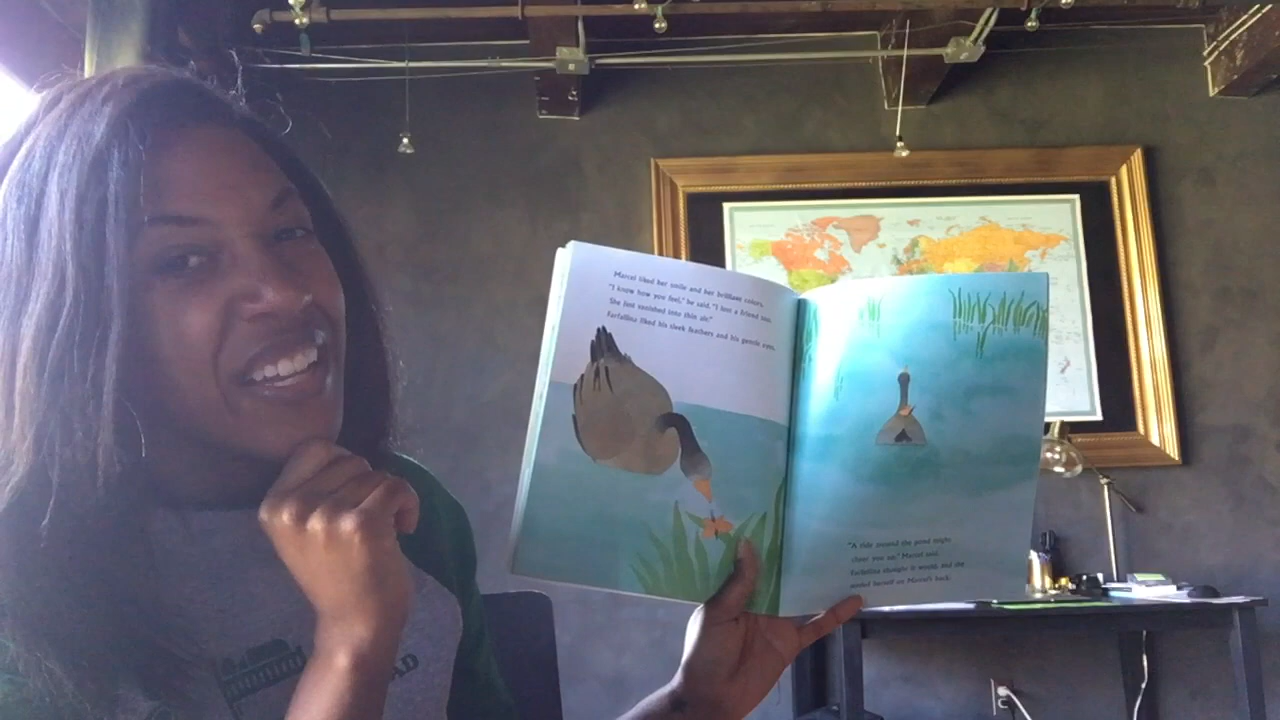 Marcel liked her smile and her brilliant colors.
"I know how you feel," he said. "I lost a friend too.
She just vanished into thin air."
Farfallina liked his sleek feathers and his gentle eyes.
"A ride around the pond might
cheer you up," Marcel said.
Farfallina thought it would, and she
settled herself on Marcel's back.
AD